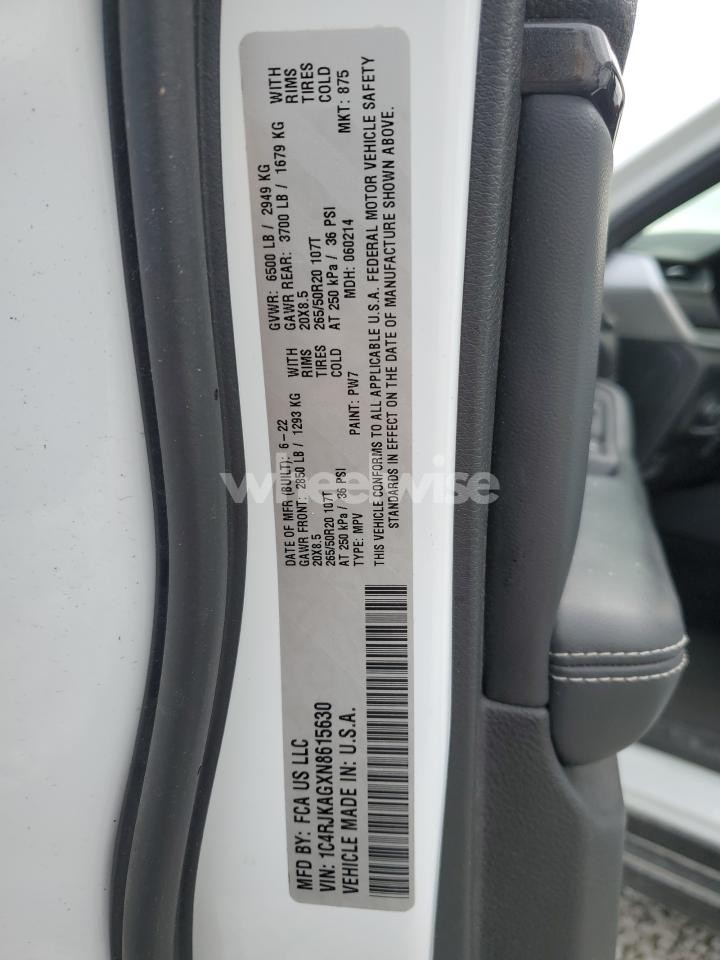 MFD BY: FCA US LLC
VIN: 1C4RJKAGXN8615630
VEHICLE MADE IN: U.S.A.
DATE OF MFR (BUILT): 6-22
GAWR FRONT: 2850 LB / 1293 KG WITH
20X8.5 RIMS
265/50R20 107T TIRES
AT 250 kPa / 36 PSI COLD
TYPE: MPV PAINT: PW7
GVWR: 6500 LB / 2949 KG
GAWR REAR: 3700 LB / 1679 KG WITH
20X8.5 RIMS
265/50R20 107T TIRES
AT 250 kPa / 36 PSI COLD
MDH: 060214 MKT: 875
THIS VEHICLE CONFORMS TO ALL APPLICABLE U.S.A. FEDERAL MOTOR VEHICLE SAFETY
STANDARDS IN EFFECT ON THE DATE OF MANUFACTURE SHOWN ABOVE.
wheelwise